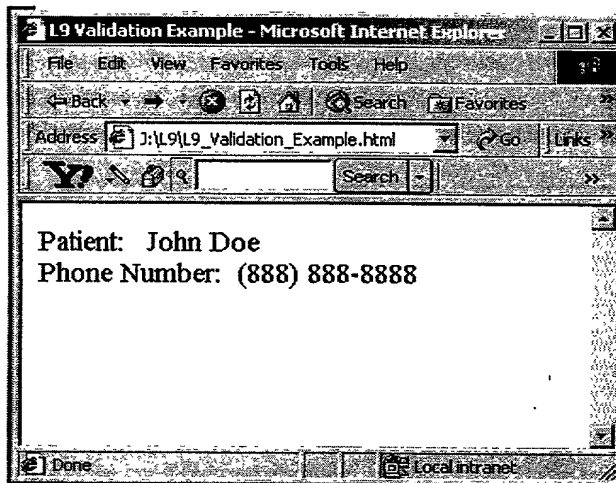 L9 Validation Example - Microsoft Internet Explorer
File Edit View Favorites Tools Help
Back Search Favorites »
Address J:\L9\L9_Validation_Example.html Go Links »
Y! Search »
Patient: John Doe
Phone Number: (888) 888-8888
Done Local intranet